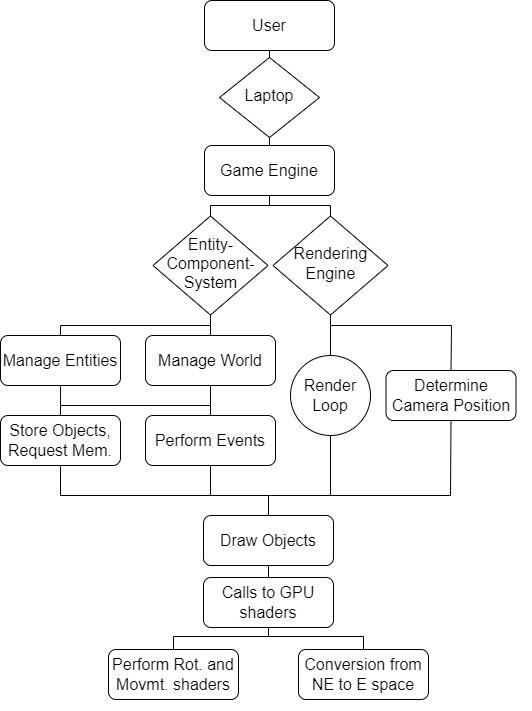 User
Laptop
Game Engine
Entity-
Component-
System
Rendering
Engine
Manage Entities
Manage World
Render
Loop
Determine
Camera Position
Store Objects,
Request Mem.
Perform Events
Draw Objects
Calls to GPU
shaders
Perform Rot. and
Movmt. shaders
Conversion from
NE to E space